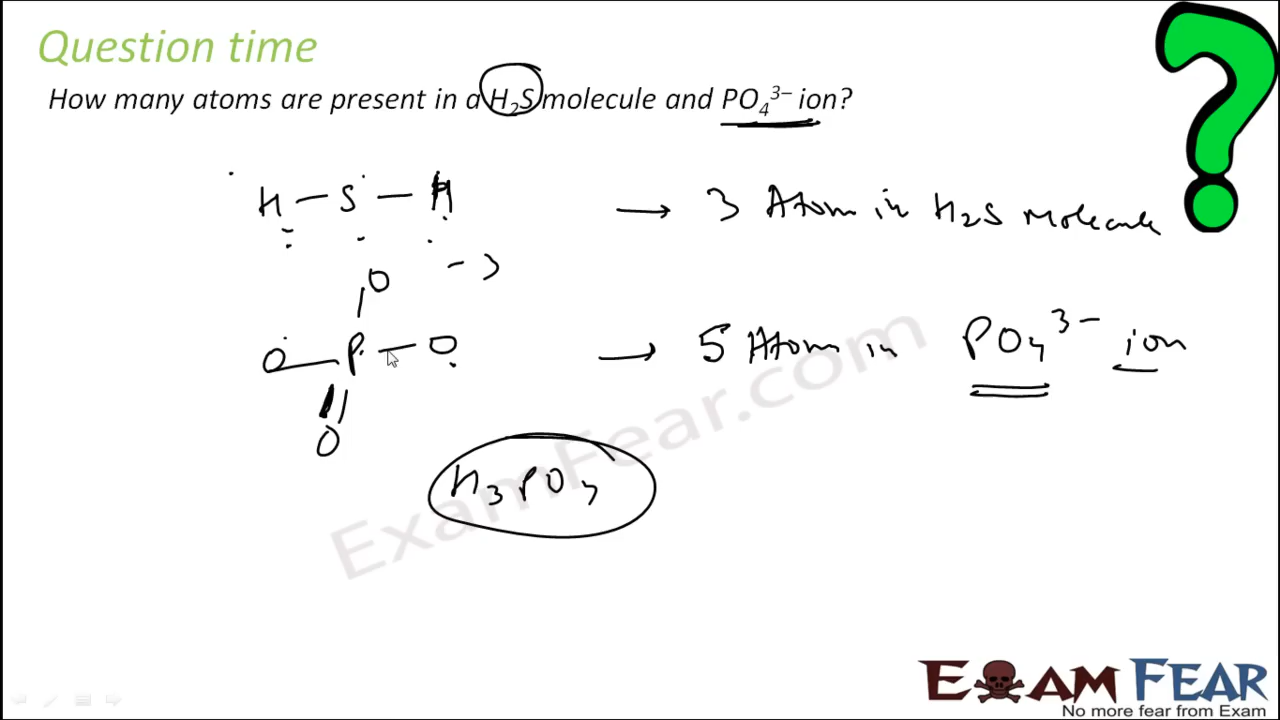 Question time
How many atoms are present in a H₂S molecule and PO₄³⁻ ion?
H - S - H → 3 Atom in H₂S Molecule
- 3
O
O - P - O → 5 Atom in PO₄³⁻ ion
O
H₃PO₄
ExamFear.com
EXAM FEAR
No more fear from Exam